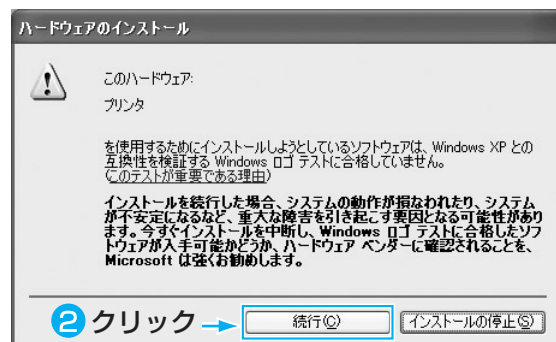 ハードウェアのインストール
このハードウェア:
プリンタ
を使用するためにインストールしようとしているソフトウェアは、Windows XP との
互換性を検証する Windows ロゴ テストに合格していません。
(このテストが重要である理由)
インストールを続行した場合、システムの動作が損なわれたり、システム
が不安定になるなど、重大な障害を引き起こす要因となる可能性があり
ます。今すぐインストールを中断し、Windows ロゴ テストに合格したソフ
トウェアが入手可能かどうか、ハードウェア ベンダーに確認されることを、
Microsoft は強くお勧めします。
2 クリック 続行(C) インストールの停止(S)